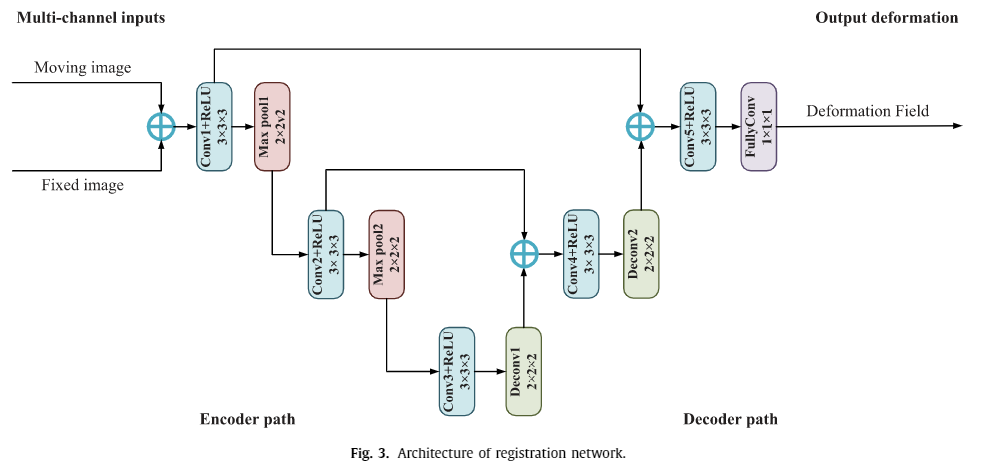 Multi-channel inputs
Output deformation
Moving image
Fixed image
Conv1+ReLU
3×3×3
Max pool1
2×2v2
Conv2+ReLU
3× 3×3
Max pool2
2×2×2
Conv3+ReLU
3×3×3
Deconv1
2×2×2
Conv4+ReLU
3× 3×3
Deconv2
2×2×2
Conv5+ReLU
3×3×3
FullyConv
1×1×1
Deformation Field
Encoder path
Decoder path
Fig. 3. Architecture of registration network.